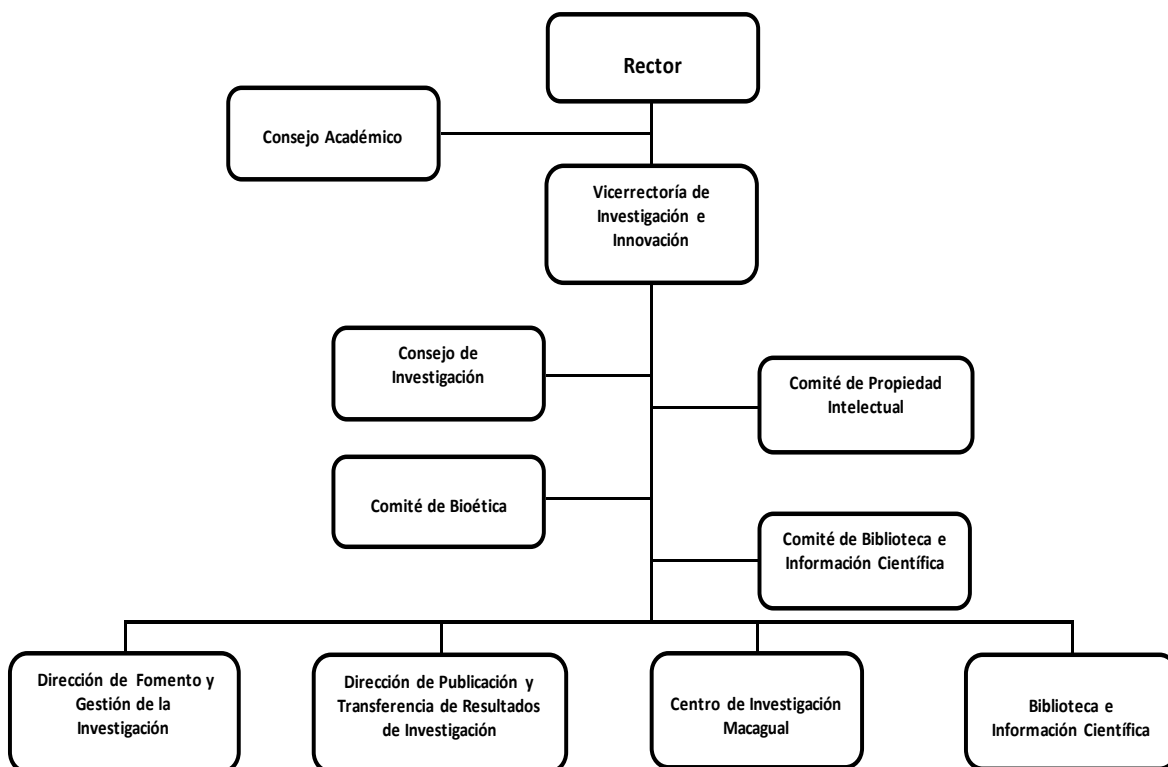 Rector
Consejo Académico
Vicerrectoría de
Investigación e
Innovación
Consejo de
Investigación
Comité de Propiedad
Intelectual
Comité de Bioética
Comité de Biblioteca e
Información Científica
Dirección de Fomento y
Gestión de la
Investigación
Dirección de Publicación y
Transferencia de Resultados
de Investigación
Centro de Investigación
Macagual
Biblioteca e
Información Científica